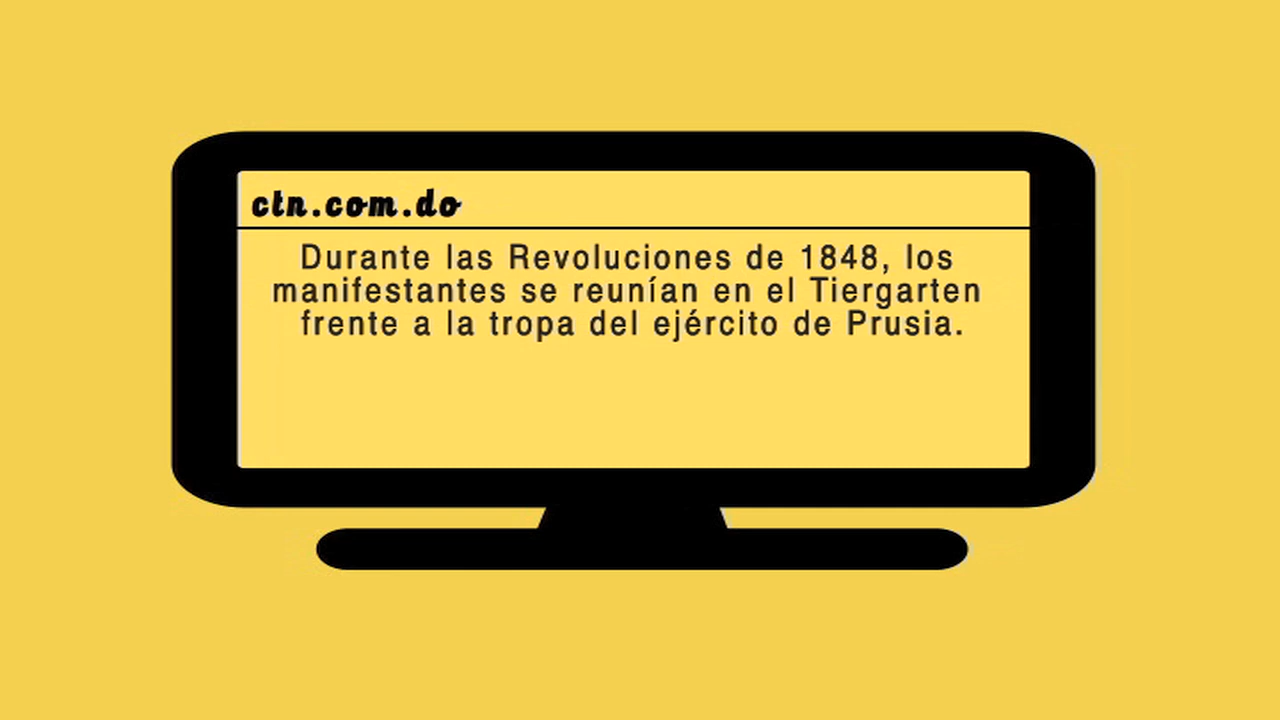 ctn.com.do
Durante las Revoluciones de 1848, los
manifestantes se reunían en el Tiergarten
frente a la tropa del ejército de Prusia.